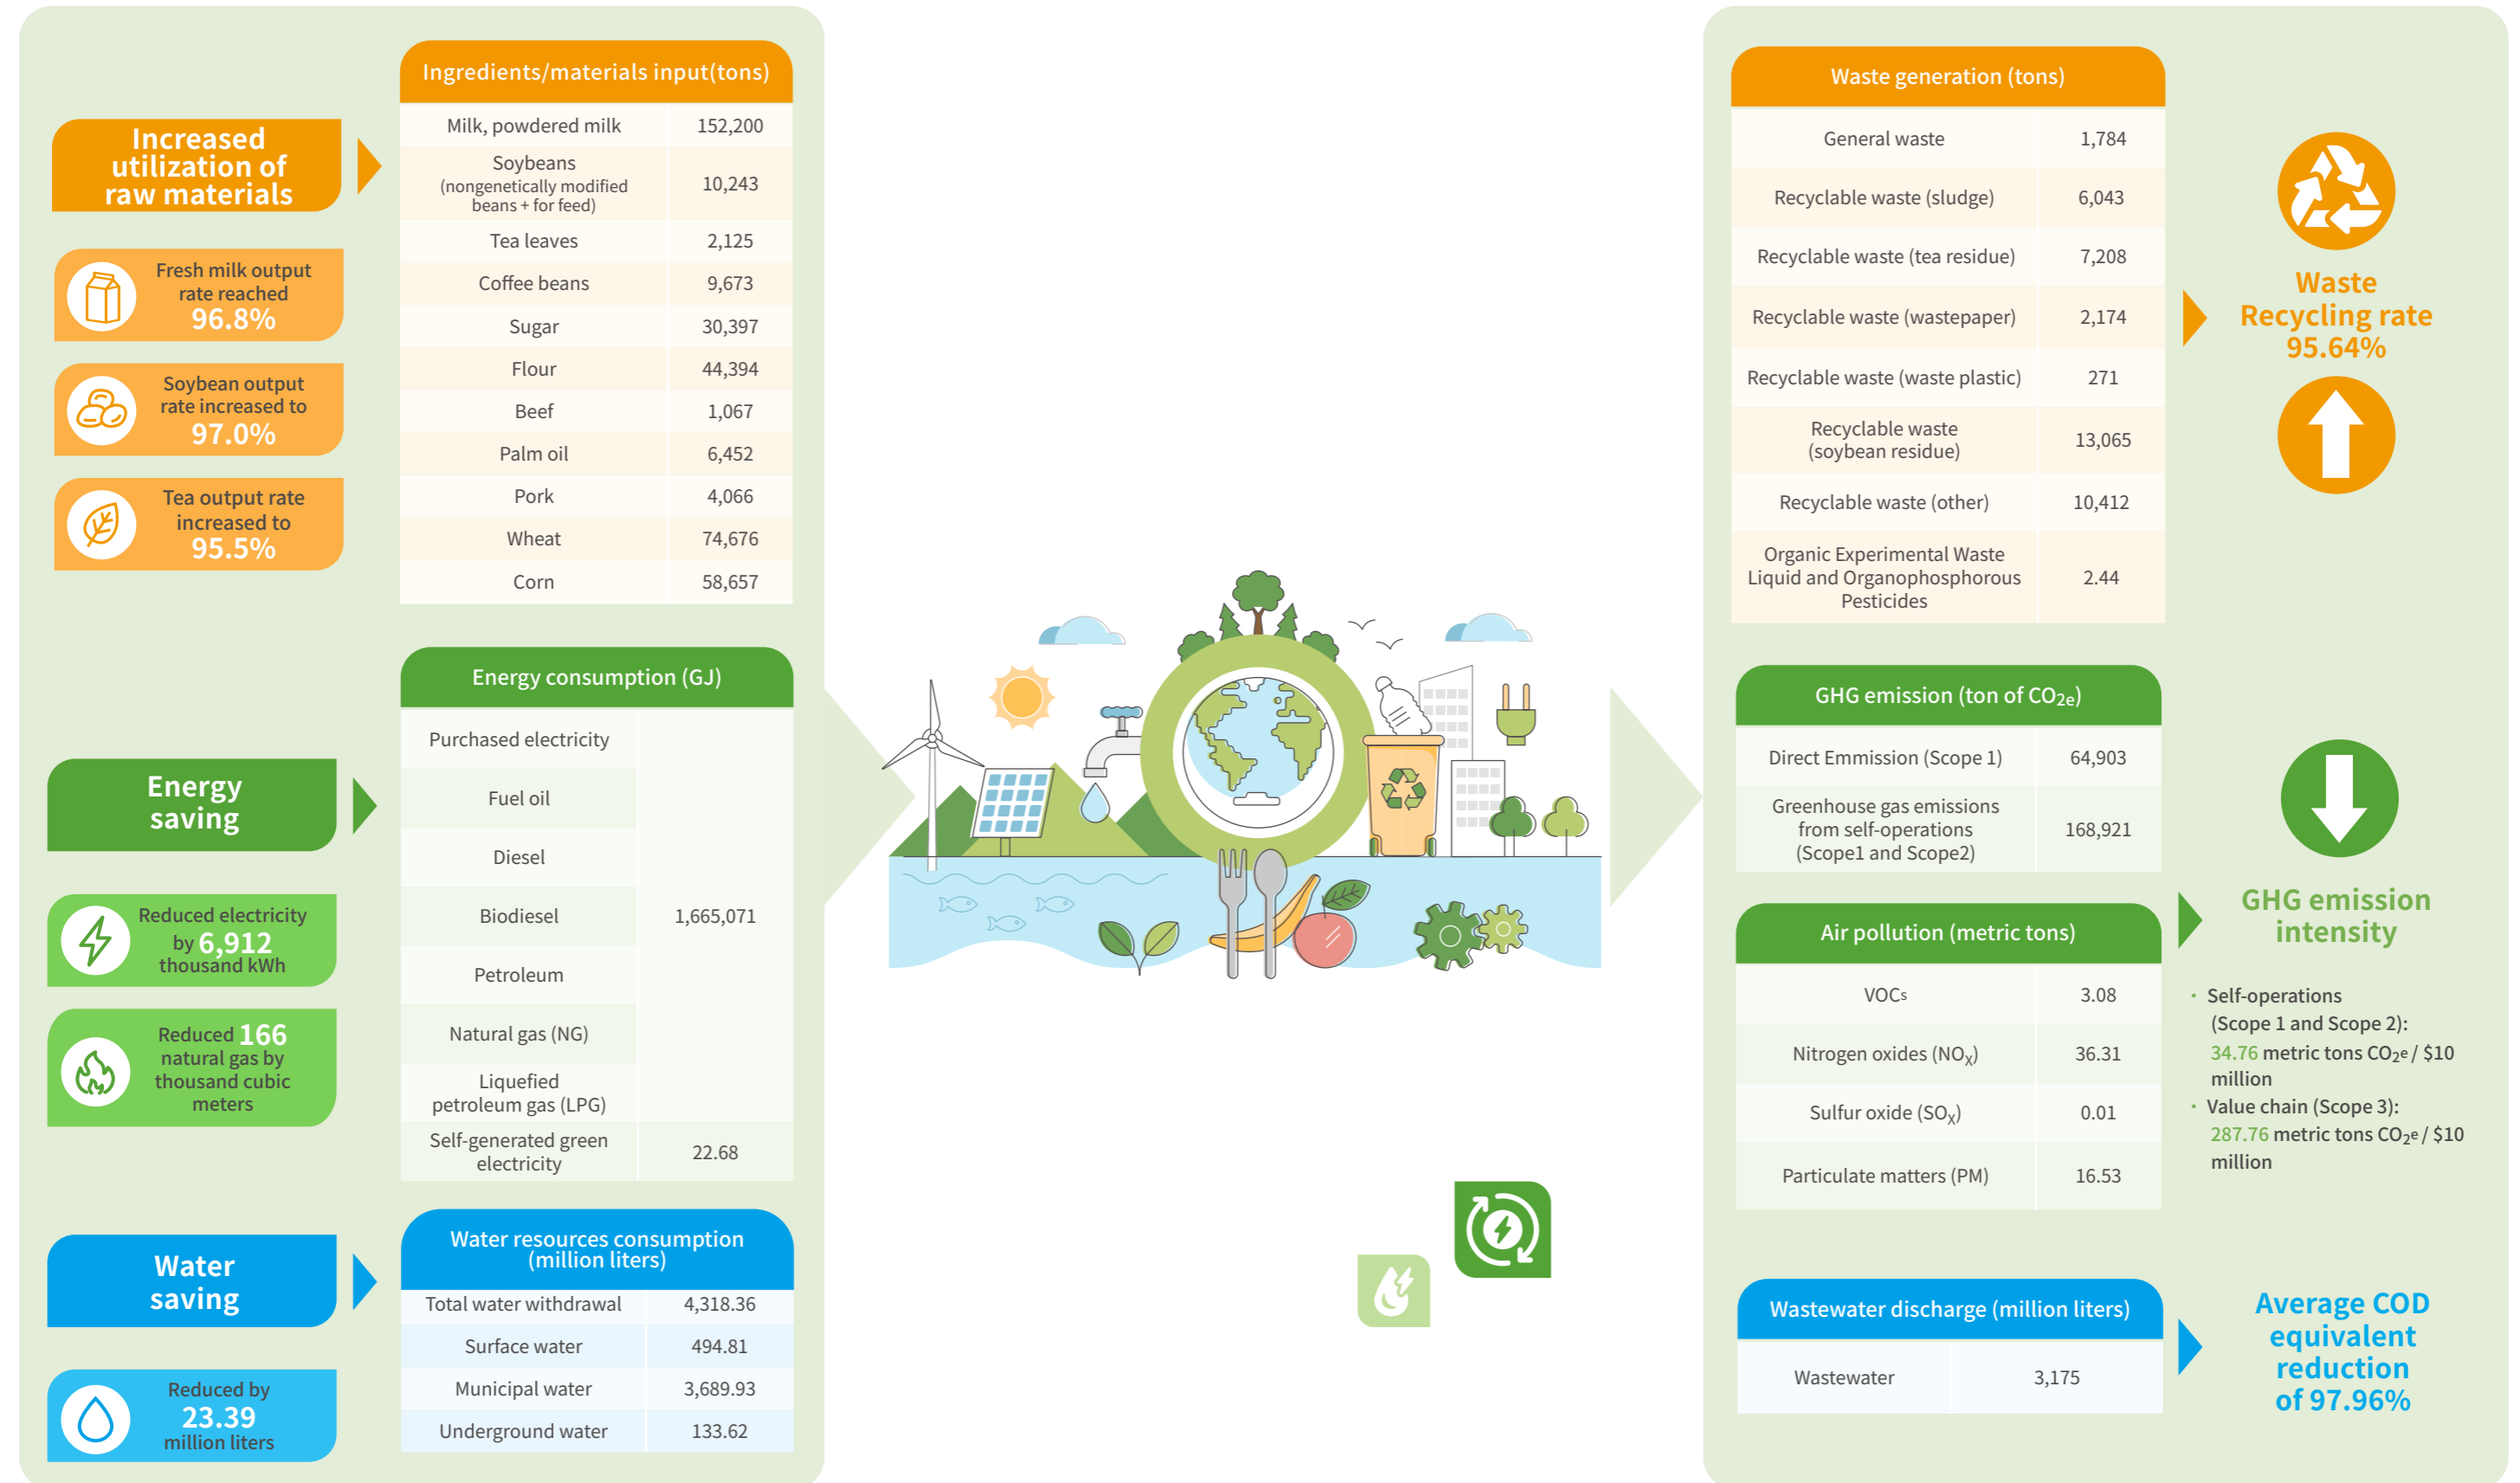 Increased
utilization of
raw materials
Fresh milk output
rate reached
96.8%
Soybean output
rate increased to
97.0%
Tea output rate
increased to
95.5%
Ingredients/materials input(tons)
Milk, powdered milk 152,200
Soybeans
(nongenetically modified
beans + for feed) 10,243
Tea leaves 2,125
Coffee beans 9,673
Sugar 30,397
Flour 44,394
Beef 1,067
Palm oil 6,452
Pork 4,066
Wheat 74,676
Corn 58,657
Energy
saving
Reduced electricity
by 6,912
thousand kWh
Reduced 166
natural gas by
thousand cubic
meters
Energy consumption (GJ)
Purchased electricity
Fuel oil
Diesel
Biodiesel 1,665,071
Petroleum
Natural gas (NG)
Liquefied
petroleum gas (LPG)
Self-generated green
electricity 22.68
Water
saving
Reduced by
23.39
million liters
Water resources consumption
(million liters)
Total water withdrawal 4,318.36
Surface water 494.81
Municipal water 3,689.93
Underground water 133.62
Waste generation (tons)
General waste 1,784
Recyclable waste (sludge) 6,043
Recyclable waste (tea residue) 7,208
Recyclable waste (wastepaper) 2,174
Recyclable waste (waste plastic) 271
Recyclable waste
(soybean residue) 13,065
Recyclable waste (other) 10,412
Organic Experimental Waste
Liquid and Organophosphorous
Pesticides 2.44
Waste
Recycling rate
95.64%
GHG emission (ton of CO2e)
Direct Emmission (Scope 1) 64,903
Greenhouse gas emissions
from self-operations
(Scope1 and Scope2) 168,921
Air pollution (metric tons)
VOCs 3.08
Nitrogen oxides (NOX) 36.31
Sulfur oxide (SOX) 0.01
Particulate matters (PM) 16.53
GHG emission
intensity
• Self-operations
(Scope 1 and Scope 2):
34.76 metric tons CO2e / $10
million
• Value chain (Scope 3):
287.76 metric tons CO2e / $10
million
Wastewater discharge (million liters)
Wastewater 3,175
Average COD
equivalent
reduction
of 97.96%